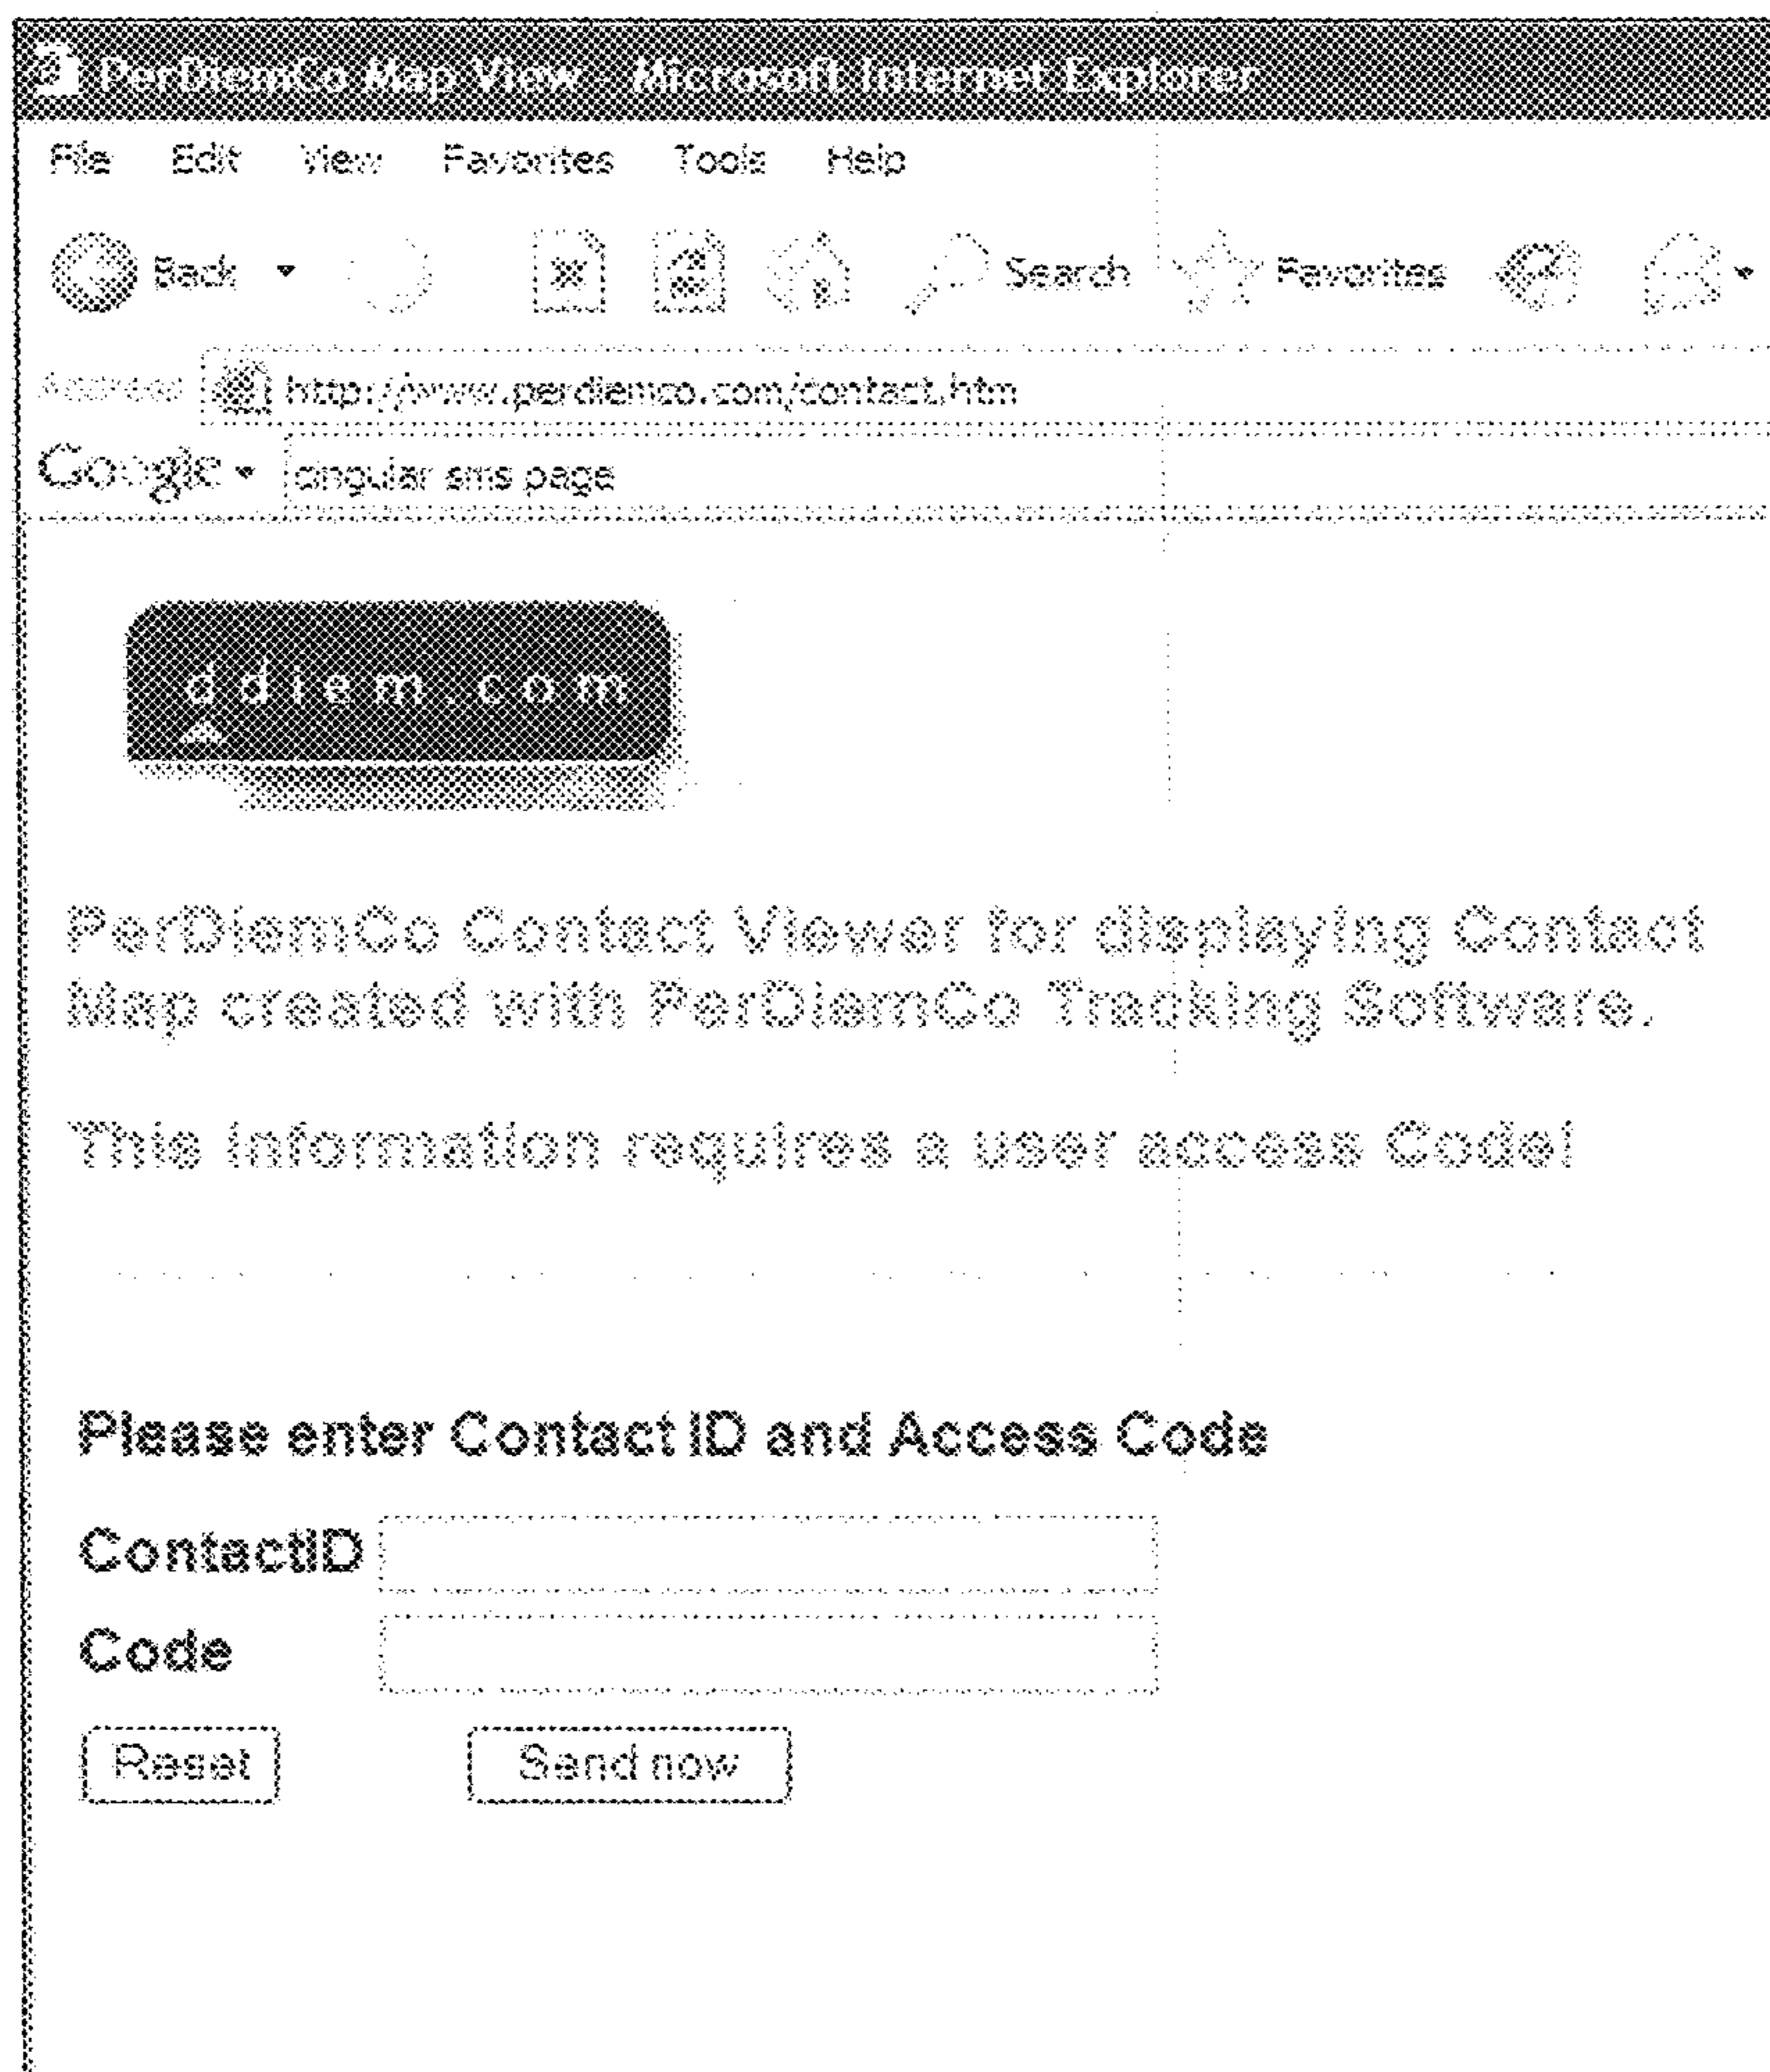 PerDiemCo Map View - Microsoft Internet Explorer
File Edit View Favorites Tools Help
Back Search Favorites
Address http://www.perdiemco.com/contact.htm
Google cingular sms page
ddiem.com
PerDiemCo Contact Viewer for displaying Contact
Map created with PerDiemCo Tracking Software.
This information requires a user access Code!
Please enter Contact ID and Access Code
ContactID
Code
Reset Send now